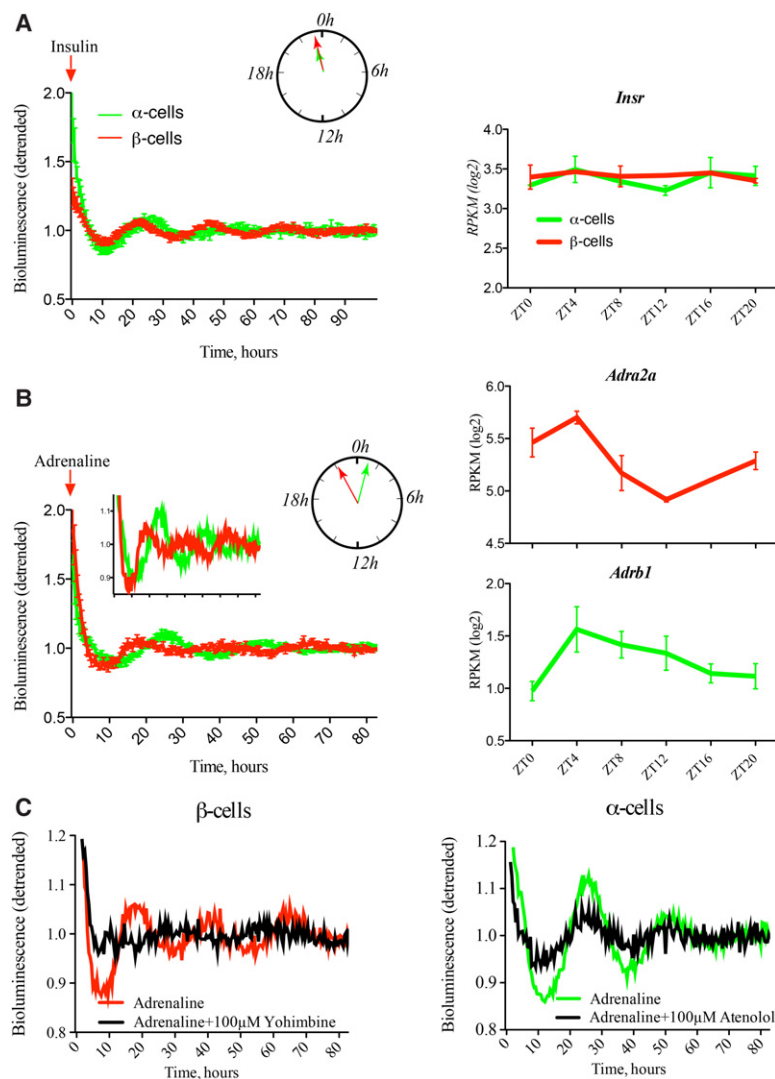 A
Insulin
0h
6h
12h
18h
α-cells
β-cells
Bioluminescence (detrended)
2.0
1.5
1.0
0.5
0 10 20 30 40 50 60 70 80 90
Time, hours
Insr
RPKM (log2)
4.0
3.5
3.0
2.5
2.0
α-cells
β-cells
ZT0 ZT4 ZT8 ZT12 ZT16 ZT20
B
Adrenaline
0h
6h
12h
18h
1.1
1.0
0.9
Bioluminescence (detrended)
2.0
1.5
1.0
0.5
0 10 20 30 40 50 60 70 80
Time, hours
Adra2a
RPKM (log2)
6.0
5.5
5.0
4.5
Adrb1
RPKM (log2)
2.0
1.5
1.0
0.5
ZT0 ZT4 ZT8 ZT12 ZT16 ZT20
C
β-cells
Bioluminescence (detrended)
1.2
1.1
1.0
0.9
0.8
Adrenaline
Adrenaline+100µM Yohimbine
0 10 20 30 40 50 60 70 80
Time, hours
α-cells
Bioluminescence (detrended)
1.2
1.1
1.0
0.9
0.8
Adrenaline
Adrenaline+100µM Atenolol
0 10 20 30 40 50 60 70 80
Time, hours